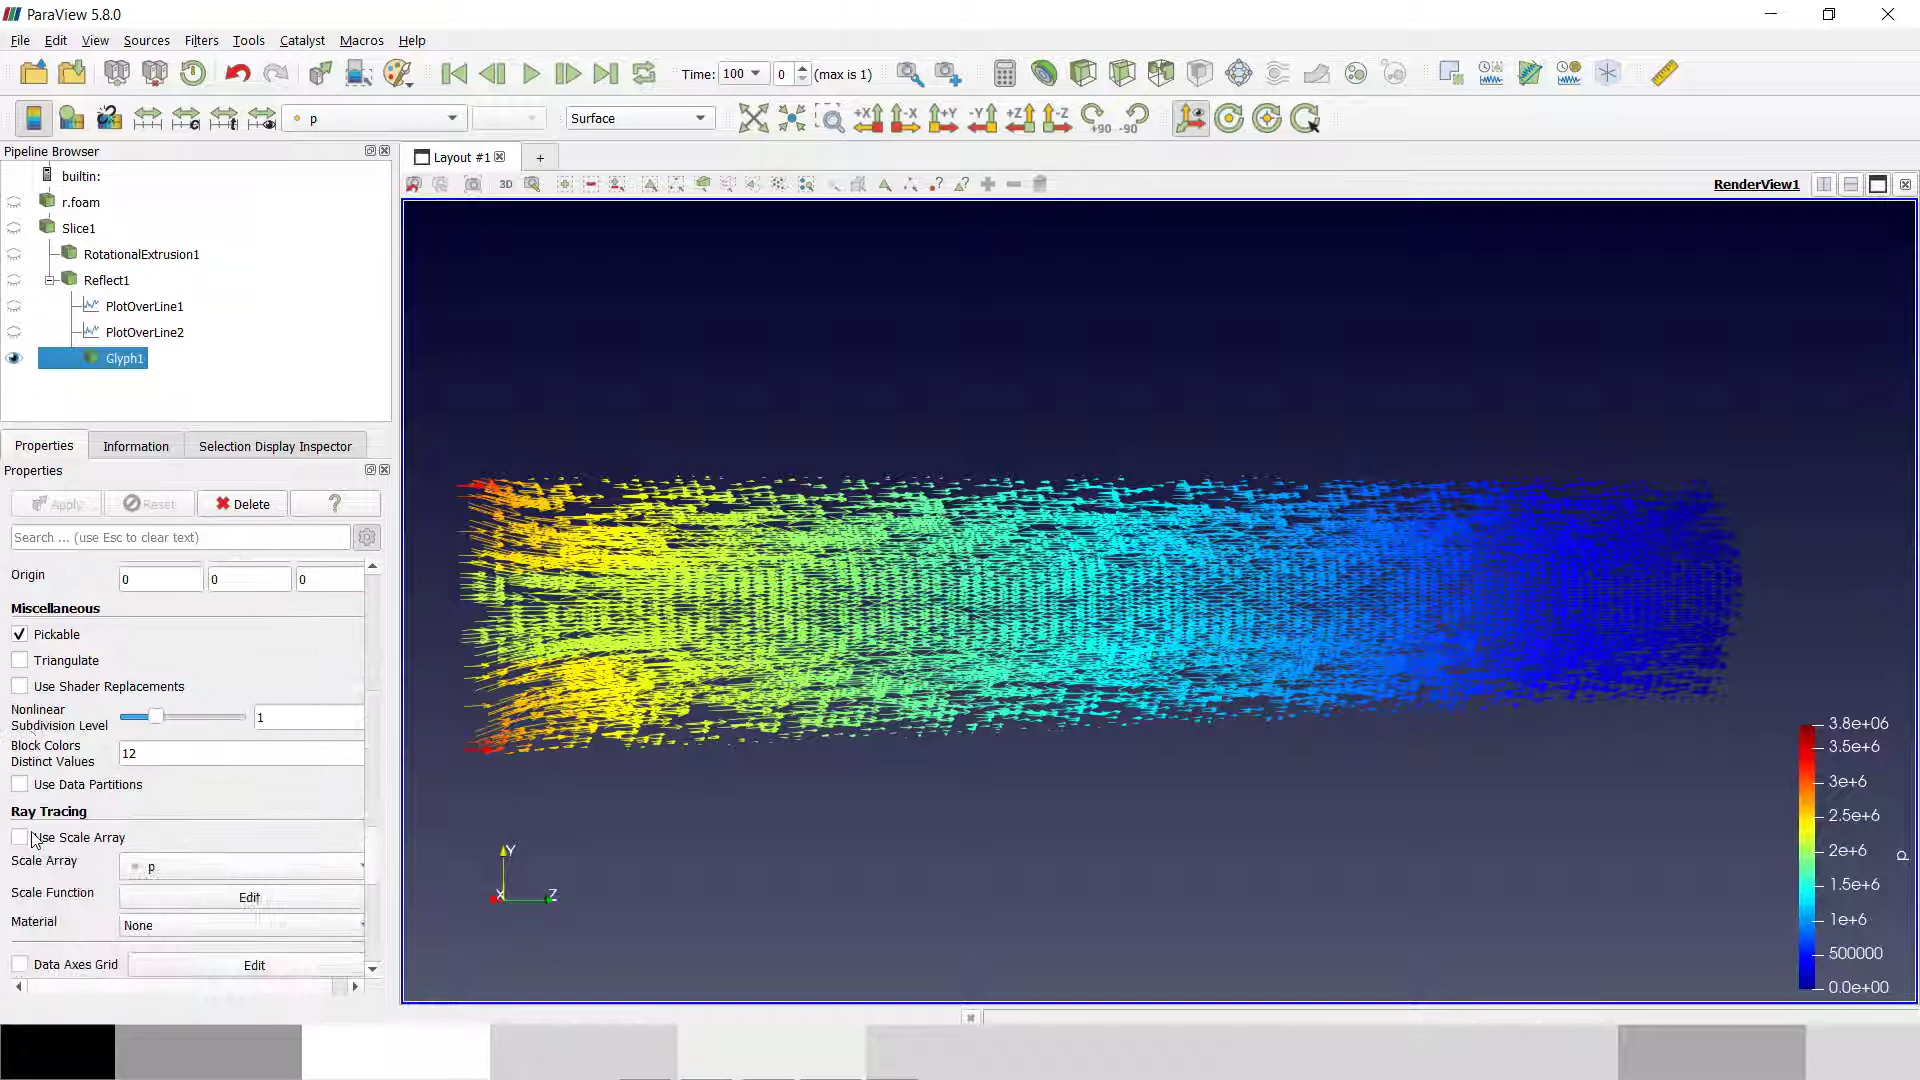 ParaView 5.8.0
File Edit View Sources Filters Tools Catalyst Macros Help
Time: 100 0 (max is 1)
p Surface +X -X +Y -Y +Z -Z +90 -90
Pipeline Browser
Layout #1 +
3D RenderView1
builtin:
r.foam
Slice1
RotationalExtrusion1
Reflect1
PlotOverLine1
PlotOverLine2
Glyph1
Properties Information Selection Display Inspector
Properties
Apply Reset Delete ?
Search ... (use Esc to clear text)
Origin 0 0 0
Miscellaneous
Pickable
Triangulate
Use Shader Replacements
Nonlinear
Subdivision Level 1
Block Colors
Distinct Values 12
Use Data Partitions
Ray Tracing
Use Scale Array
Scale Array p
Scale Function Edit
Material None
Data Axes Grid Edit
Y
X Z
3.8e+06
3.5e+6
3e+6
2.5e+6
2e+6
1.5e+6
1e+6
500000
0.0e+00
p